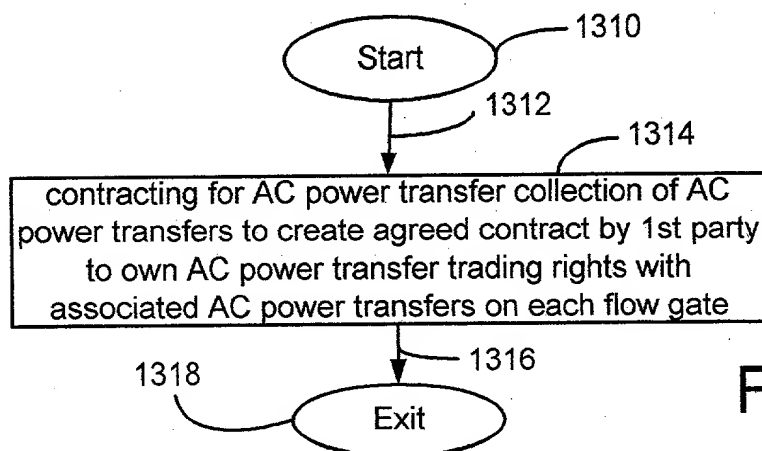 1310
Start
1312
1314
contracting for AC power transfer collection of AC
power transfers to create agreed contract by 1st party
to own AC power transfer trading rights with
associated AC power transfers on each flow gate
1316
1318
Exit
F